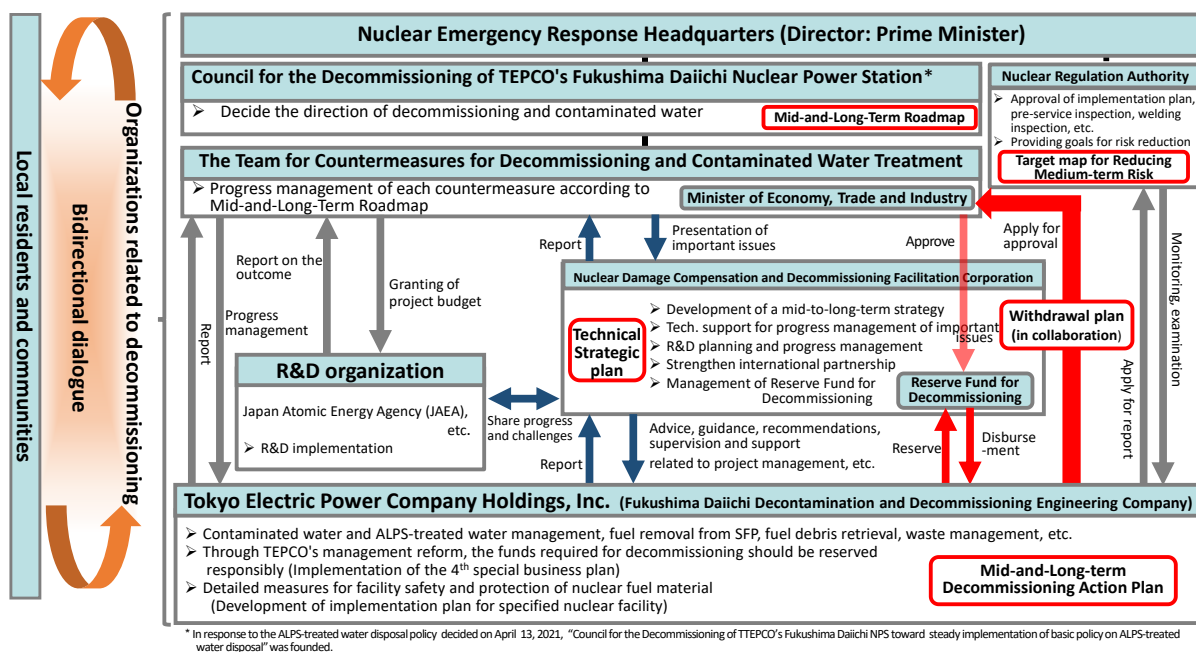 Local residents and communities
Bidirectional dialogue
Organizations related to decommissioning
Nuclear Emergency Response Headquarters (Director: Prime Minister)
Council for the Decommissioning of TEPCO's Fukushima Daiichi Nuclear Power Station*
➢ Decide the direction of decommissioning and contaminated water
Mid-and-Long-Term Roadmap
Nuclear Regulation Authority
➢ Approval of implementation plan,
pre-service inspection, welding
inspection, etc.
➢ Providing goals for risk reduction
Target map for Reducing
Medium-term Risk
The Team for Countermeasures for Decommissioning and Contaminated Water Treatment
➢ Progress management of each countermeasure according to
Mid-and-Long-Term Roadmap
Minister of Economy, Trade and Industry
Report
Progress
management
Report on the
outcome
Granting of
project budget
Report
Presentation of
important issues
Approve
Apply for
approval
Monitoring, examination
Apply for report
Nuclear Damage Compensation and Decommissioning Facilitation Corporation
Technical
Strategic
plan
➢ Development of a mid-to-long-term strategy
➢ Tech. support for progress management of important
issues
➢ R&D planning and progress management
➢ Strengthen international partnership
➢ Management of Reserve Fund for
Decommissioning
Reserve Fund for
Decommissioning
Withdrawal plan
(in collaboration)
R&D organization
Japan Atomic Energy Agency (JAEA),
etc.
➢ R&D implementation
Share progress
and challenges
Report
Advice, guidance, recommendations,
supervision and support
related to project management, etc.
Reserve
Disburse
-ment
Tokyo Electric Power Company Holdings, Inc. (Fukushima Daiichi Decontamination and Decommissioning Engineering Company)
➢ Contaminated water and ALPS-treated water management, fuel removal from SFP, fuel debris retrieval, waste management, etc.
➢ Through TEPCO's management reform, the funds required for decommissioning should be reserved
responsibly (Implementation of the 4th special business plan)
➢ Detailed measures for facility safety and protection of nuclear fuel material
(Development of implementation plan for specified nuclear facility)
Mid-and-Long-term
Decommissioning Action Plan
* In response to the ALPS-treated water disposal policy decided on April 13, 2021, "Council for the Decommissioning of TTEPCO's Fukushima Daiichi NPS toward steady implementation of basic policy on ALPS-treated
water disposal" was founded.